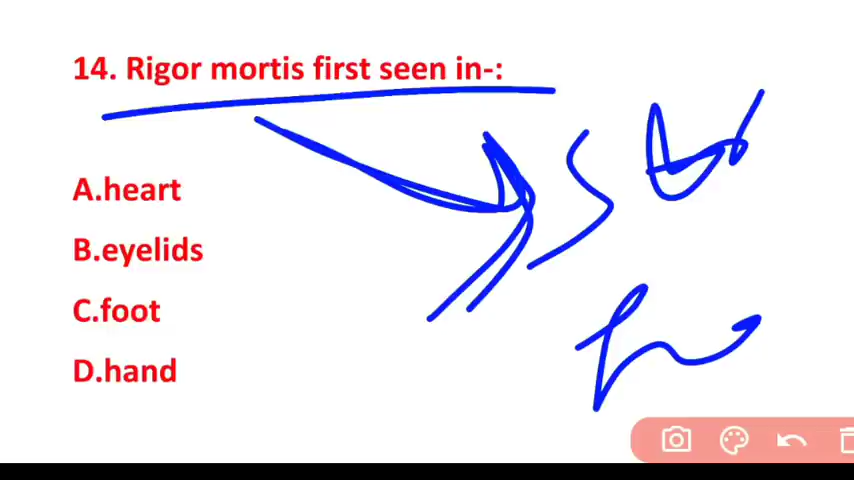 14. Rigor mortis first seen in-:
A.heart
B.eyelids
C.foot
D.hand